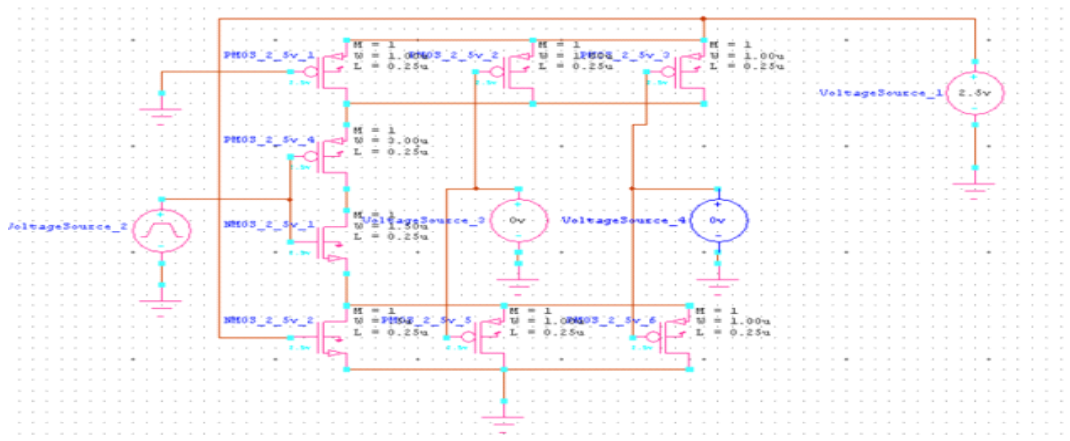 M = 1
M = 1
M = 1
PMOS_2_5v_1
PMOS_2_5v_2
PMOS_2_5v_3
W = 1.00u
L = 0.25u
L = 0.25u
W = 1.00u
L = 0.25u
VoltageSource_1
2.5v
M = 1
PMOS_2_5v_4
W = 3.00u
L = 0.25u
VoltageSource_2
M = 1
NMOS_2_5v_1
W = 1.50u
L = 0.25u
VoltageSource_3
0v
VoltageSource_4
0v
M = 1
M = 1
M = 1
NMOS_2_5v_2
PMOS_2_5v_5
PMOS_2_5v_6
W = 1.00u
L = 0.25u
L = 0.25u
L = 0.25u